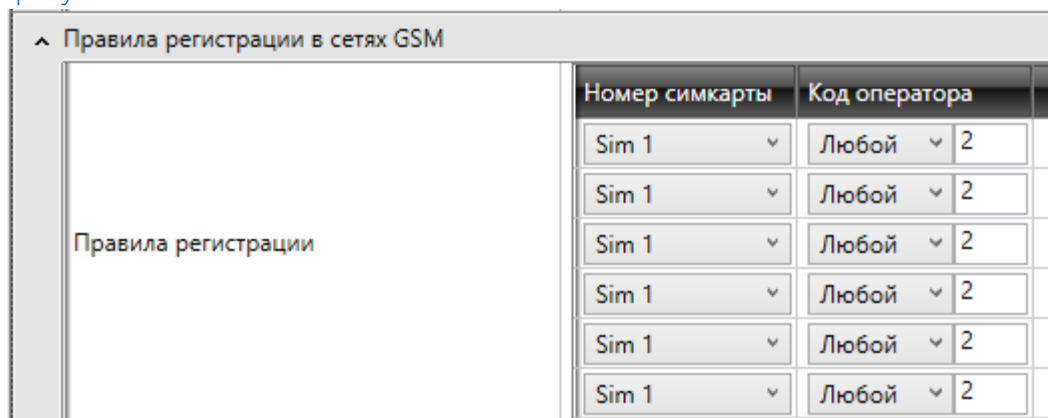 Правила регистрации в сетях GSM
Номер симкарты Код оператора
Sim 1 Любой 2
Sim 1 Любой 2
Правила регистрации Sim 1 Любой 2
Sim 1 Любой 2
Sim 1 Любой 2
Sim 1 Любой 2